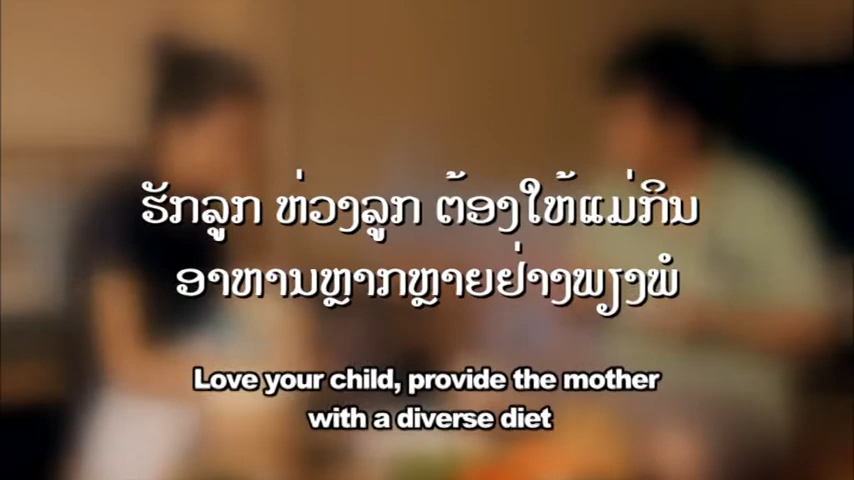 ຮັກລູກ ຫ່ວງລູກ ຕ້ອງໃຫ້ແມ່ກິນ
ອາຫານຫຼາກຫຼາຍຢ່າງພຽງພໍ
Love your child, provide the mother
with a diverse diet